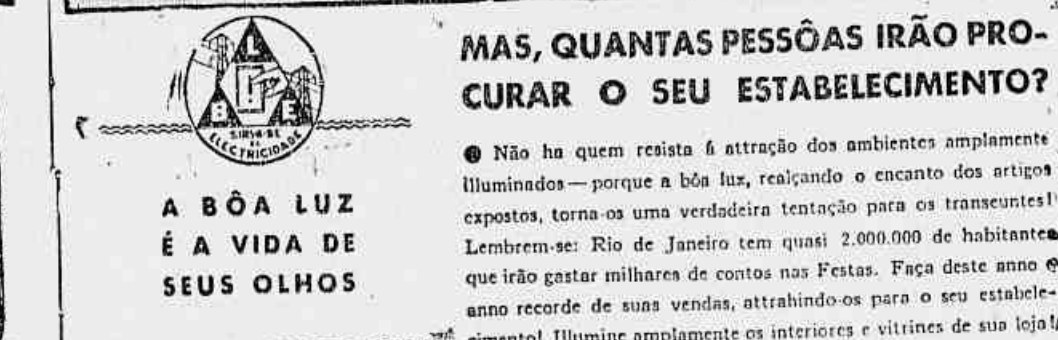 L
B E
SIRVA-SE
DA
ELECTRICIDADE
A BÔA LUZ
É A VIDA DE
SEUS OLHOS
MAS, QUANTAS PESSÔAS IRÃO PRO-
CURAR O SEU ESTABELECIMENTO?
Não ha quem resista á attração dos ambientes amplamente
illuminados — porque a bôa luz, realçando o encanto dos artigos
expostos, torna-os uma verdadeira tentação para os transeuntes!
Lembrem-se: Rio de Janeiro tem quasi 2.000.000 de habitantes
que irão gastar milhares de contos nas Festas. Faça deste anno o
anno recorde de suas vendas, attrahindo-os para o seu estabele-
cimento! Illumine amplamente os interiores e vitrines de sua loja!